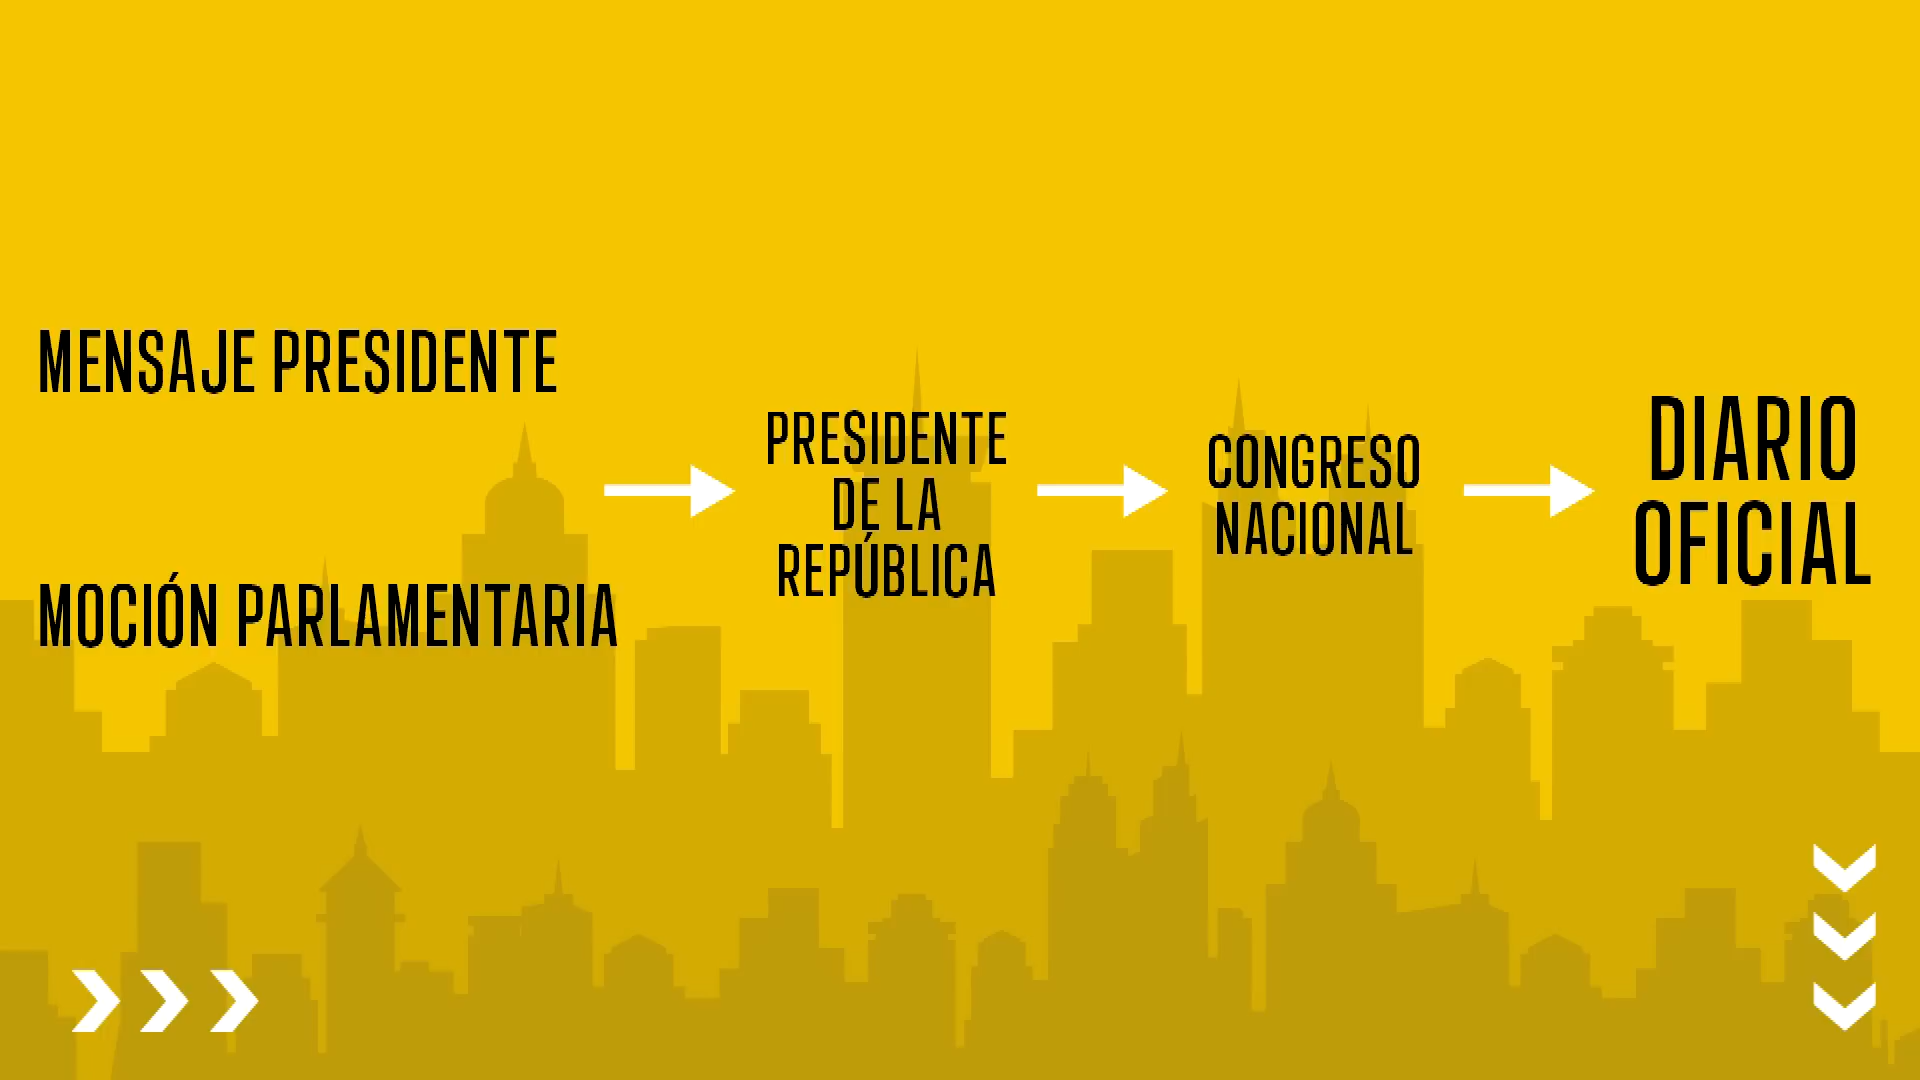 MENSAJE PRESIDENTE
MOCIÓN PARLAMENTARIA
PRESIDENTE
DE LA
REPÚBLICA
CONGRESO
NACIONAL
DIARIO
OFICIAL